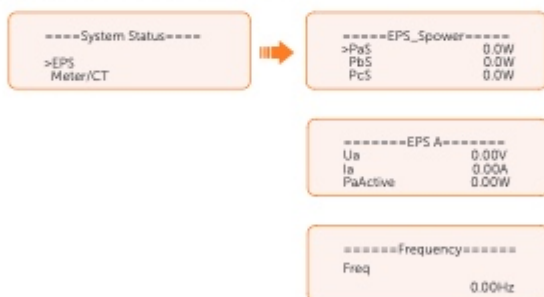 ====System Status====
>EPS
Meter/CT
=====EPS_Spower=====
>PaS 0.0W
PbS 0.0W
PcS 0.0W
=======EPS A=======
Ua 0.00V
Ia 0.00A
PaActive 0.00W
======Frequency======
Freq
0.00Hz